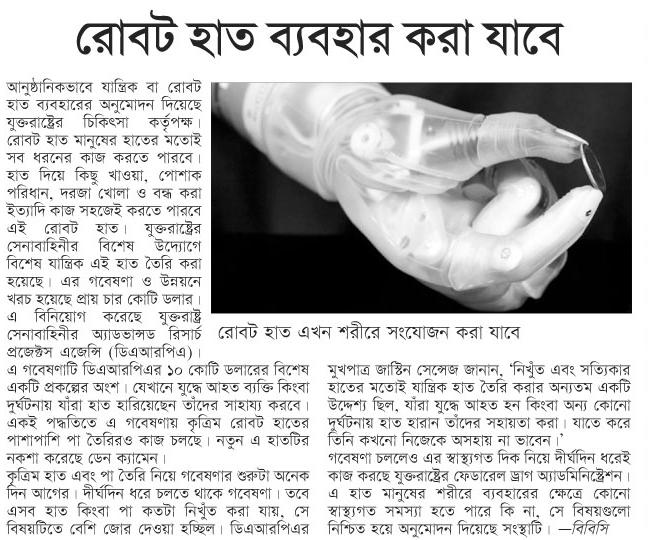 রোবট হাত ব্যবহার করা যাবে
আনুষ্ঠানিকভাবে যান্ত্রিক বা রোবট
হাত ব্যবহারের অনুমোদন দিয়েছে
যুক্তরাষ্ট্রের চিকিৎসা কর্তৃপক্ষ।
রোবট হাত মানুষের হাতের মতোই
সব ধরনের কাজ করতে পারবে।
হাত দিয়ে কিছু খাওয়া, পোশাক
পরিধান, দরজা খোলা ও বন্ধ করা
ইত্যাদি কাজ সহজেই করতে পারবে
এই রোবট হাত। যুক্তরাষ্ট্রের
সেনাবাহিনীর বিশেষ উদ্যোগে
বিশেষ যান্ত্রিক এই হাত তৈরি করা
হয়েছে। এর গবেষণা ও উন্নয়নে
খরচ হয়েছে প্রায় চার কোটি ডলার।
এ বিনিয়োগ করেছে যুক্তরাষ্ট্র
সেনাবাহিনীর অ্যাডভান্সড রিসার্চ
প্রজেক্টস এজেন্সি (ডিএআরপিএ)।
এ গবেষণাটি ডিএআরপিএর ১০ কোটি ডলারের বিশেষ
একটি প্রকল্পের অংশ। যেখানে যুদ্ধে আহত ব্যক্তি কিংবা
দুর্ঘটনায় যাঁরা হাত হারিয়েছেন তাঁদের সাহায্য করবে।
একই পদ্ধতিতে এ গবেষণায় কৃত্রিম রোবট হাতের
পাশাপাশি পা তৈরিরও কাজ চলছে। নতুন এ হাতটির
নকশা করেছে ডেন ক্যামেন।
কৃত্রিম হাত এবং পা তৈরি নিয়ে গবেষণার শুরুটা অনেক
দিন আগের। দীর্ঘদিন ধরে চলতে থাকে গবেষণা। তবে
এসব হাত কিংবা পা কতটা নিখুঁত করা যায়, সে
বিষয়টিতে বেশি জোর দেওয়া হচ্ছিল। ডিএআরপিএর
রোবট হাত এখন শরীরে সংযোজন করা যাবে
মুখপাত্র জাস্টিন সেন্সেজ জানান, ‘নিখুঁত এবং সত্যিকার
হাতের মতোই যান্ত্রিক হাত তৈরি করার অন্যতম একটি
উদ্দেশ্য ছিল, যাঁরা যুদ্ধে আহত হন কিংবা অন্য কোনো
দুর্ঘটনায় হাত হারান তাঁদের সহায়তা করা। যাতে করে
তিনি কখনো নিজেকে অসহায় না ভাবেন।’
গবেষণা চললেও এর স্বাস্থ্যগত দিক নিয়ে দীর্ঘদিন ধরেই
কাজ করছে যুক্তরাষ্ট্রের ফেডারেল ড্রাগ অ্যাডমিনিস্ট্রেশন।
এ হাত মানুষের শরীরে ব্যবহারের ক্ষেত্রে কোনো
স্বাস্থ্যগত সমস্যা হতে পারে কি না, সে বিষয়গুলো
নিশ্চিত হয়ে অনুমোদন দিয়েছে সংস্থাটি। —বিবিসি